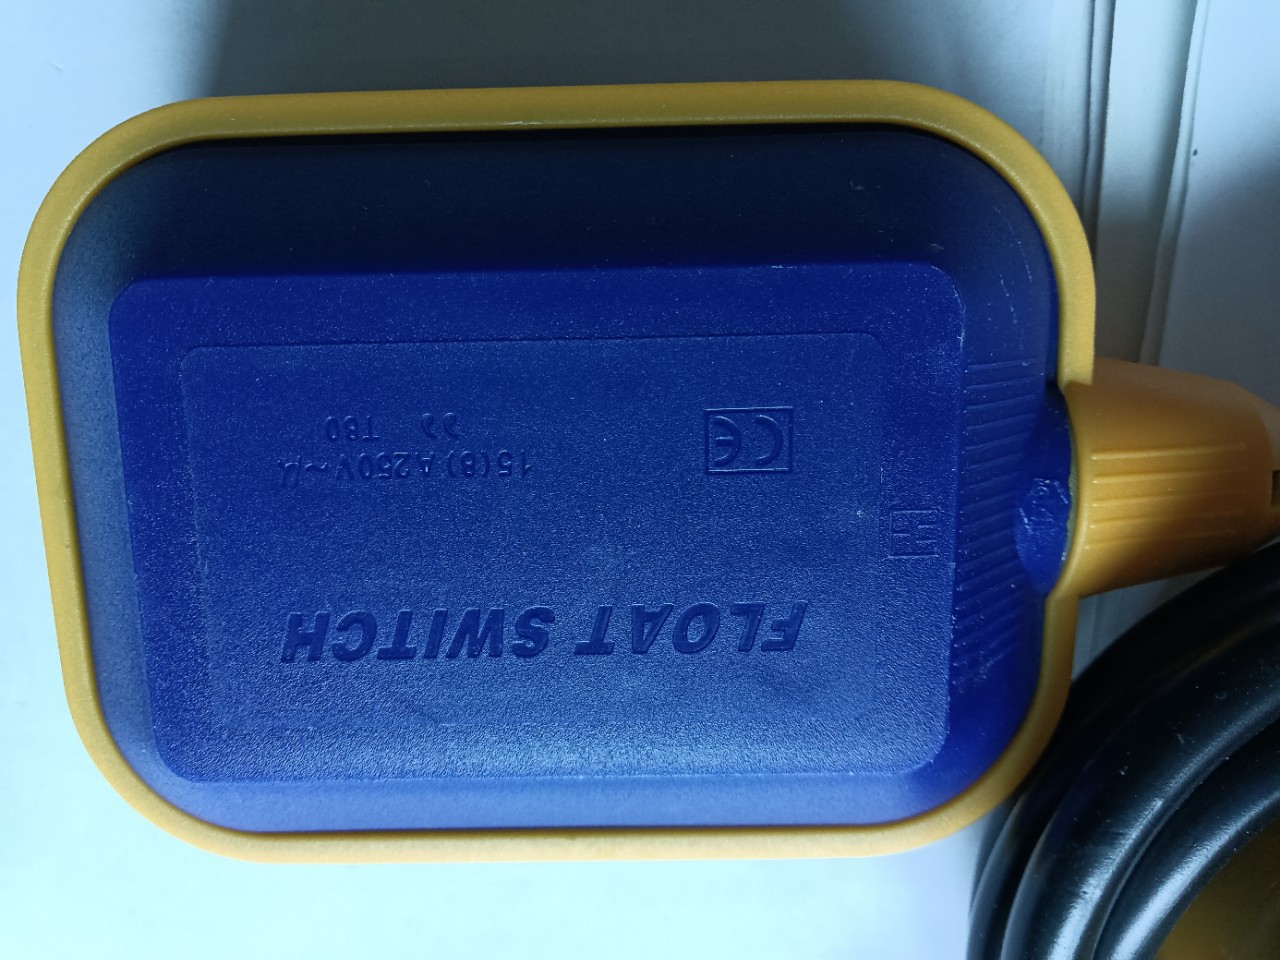 FLOAT SWITCH
15(8)A 250V~µ
T80
CE